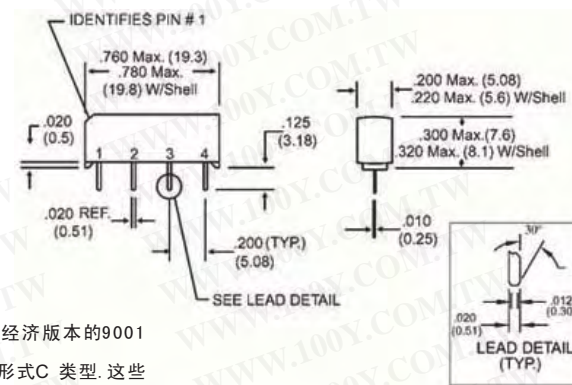 IDENTIFIES PIN # 1
.760 Max. (19.3)
.780 Max.
(19.8) W/Shell
.020
(0.5)
1 2 3 4
.125
(3.18)
.020 REF.
(0.51)
.200 (TYP.)
(5.08)
SEE LEAD DETAIL
.200 Max. (5.08)
.220 Max. (5.6) W/Shell
.300 Max.(7.6)
.320 Max. (8.1) W/Shell
.010
(0.25)
30°
.012
(0.30
.020
(0.51)
LEAD DETAIL
(TYP.)
经济版本的9001
形式C 类型.这些
WWW.100Y.COM.TW